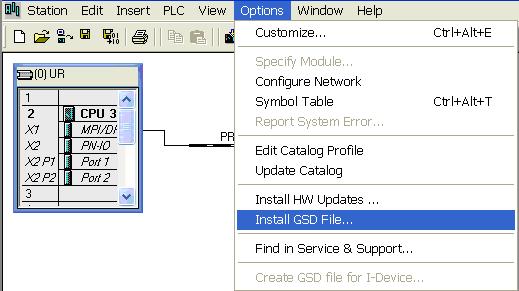 Station Edit Insert PLC View Options Window Help
Customize... Ctrl+Alt+E
Specify Module...
Configure Network
Symbol Table Ctrl+Alt+T
Report System Error...
Edit Catalog Profile
Update Catalog
Install HW Updates ...
Install GSD File...
Find in Service & Support...
Create GSD file for I-Device...
(0) UR
1
2 CPU 3
X1 MPI/DP
X2 PN-IO
X2 P1 Port 1
X2 P2 Port 2
3
PR